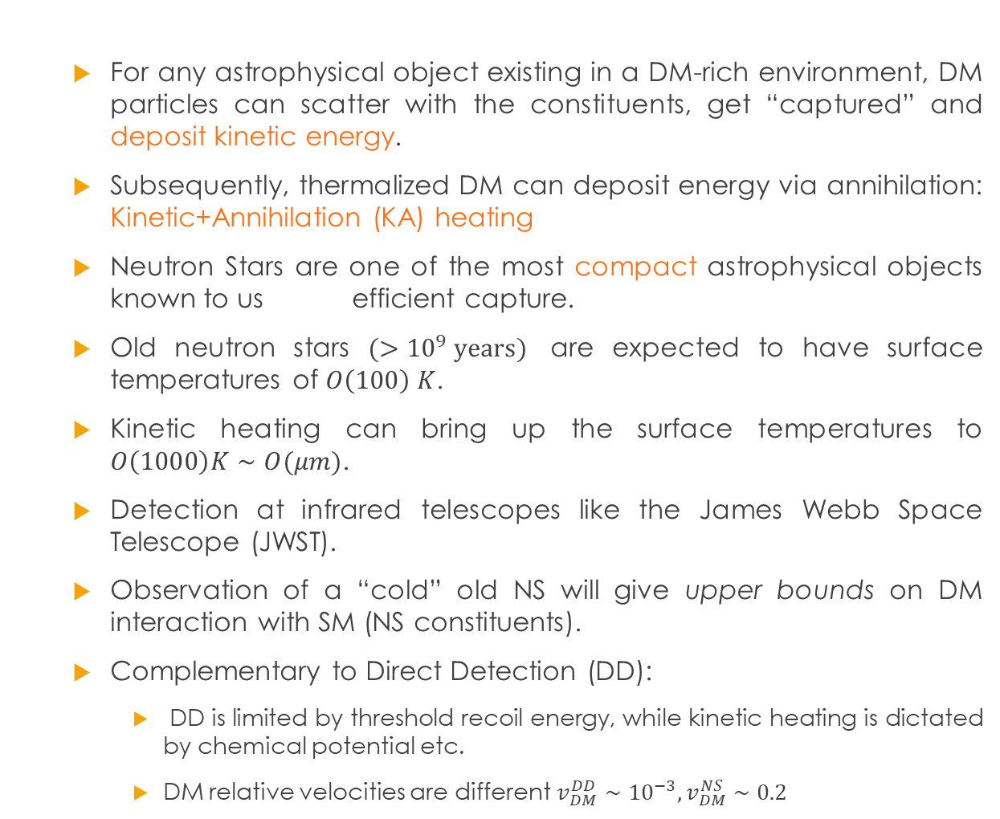 For any astrophysical object existing in a DM-rich environment, DM
particles can scatter with the constituents, get “captured” and
deposit kinetic energy.
Subsequently, thermalized DM can deposit energy via annihilation:
Kinetic+Annihilation (KA) heating
Neutron Stars are one of the most compact astrophysical objects
known to us efficient capture.
Old neutron stars (> 10⁹ years) are expected to have surface
temperatures of O(100) K.
Kinetic heating can bring up the surface temperatures to
O(1000)K ~ O(μm).
Detection at infrared telescopes like the James Webb Space
Telescope (JWST).
Observation of a “cold” old NS will give upper bounds on DM
interaction with SM (NS constituents).
Complementary to Direct Detection (DD):
DD is limited by threshold recoil energy, while kinetic heating is dictated
by chemical potential etc.
DM relative velocities are different v_{DM}^{DD} ~ 10⁻³, v_{DM}^{NS} ~ 0.2